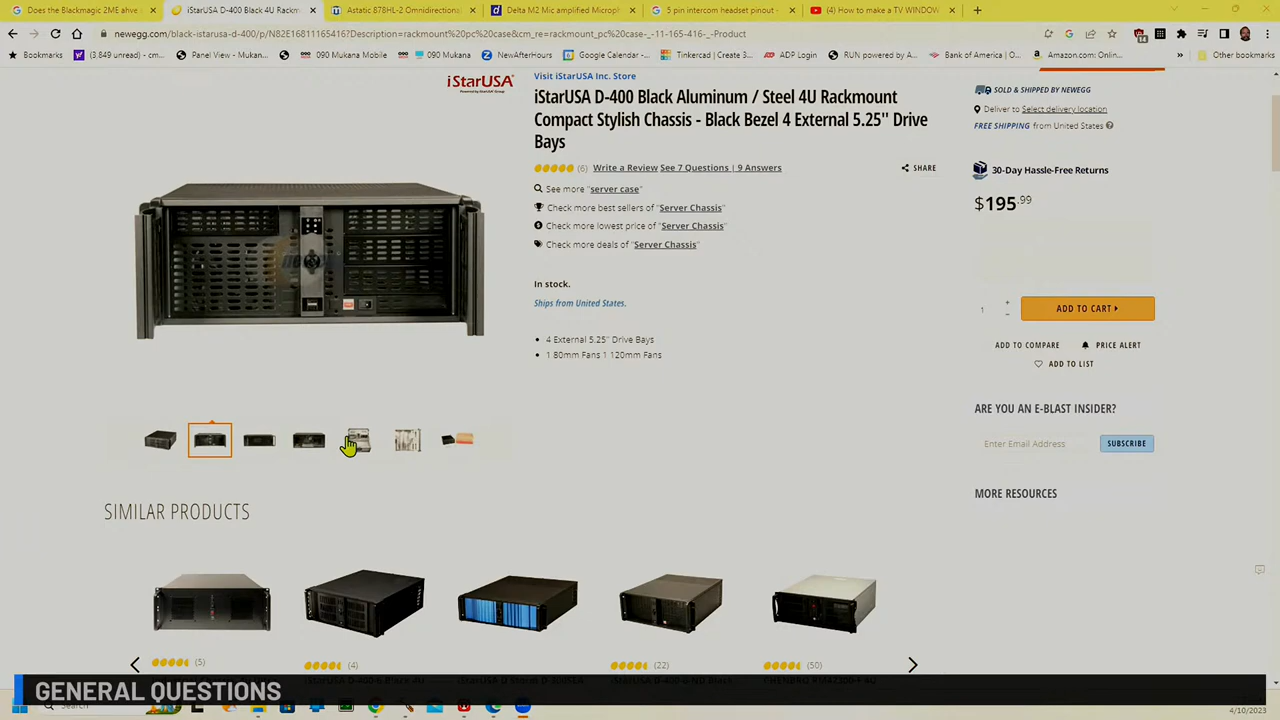 Does the Blackmagic 2ME alive
iStarUSA D-400 Black 4U Rackm
Astatic 878HL-2 Omnidirectiona
Delta M2 Mic amplified Microph
5 pin intercom headset pinout -
(4) How to make a TV WINDOW
newegg.com/black-istarusa-d-400/p/N82E16811165416?Description=rackmount%20pc%20case&cm_re=rackmount_pc%20case-_-11-165-416-_-Product
Bookmarks
(3,849 unread) - cm...
Panel View - Mukan...
090 Mukana Mobile
090 Mukana
NewAfterHours
Google Calendar -...
Tinkercad | Create 3...
ADP Login
RUN powered by A...
Bank of America | O...
Amazon.com: Onlin...
Other bookmarks
iStarUSA
Visit iStarUSA Inc. Store
iStarUSA D-400 Black Aluminum / Steel 4U Rackmount
Compact Stylish Chassis - Black Bezel 4 External 5.25" Drive
Bays
(6) Write a Review See 7 Questions | 9 Answers
SHARE
See more "server case"
Check more best sellers of "Server Chassis"
Check more lowest price of "Server Chassis"
Check more deals of "Server Chassis"
In stock.
Ships from United States.
4 External 5.25" Drive Bays
1 80mm Fans 1 120mm Fans
SOLD & SHIPPED BY NEWEGG
Deliver to Select delivery location
FREE SHIPPING from United States
30-Day Hassle-Free Returns
$195.99
1
ADD TO CART
ADD TO COMPARE
PRICE ALERT
ADD TO LIST
ARE YOU AN E-BLAST INSIDER?
Enter Email Address
SUBSCRIBE
MORE RESOURCES
SIMILAR PRODUCTS
(5)
(4)
(22)
(50)
GENERAL QUESTIONS
Search
4/10/2023